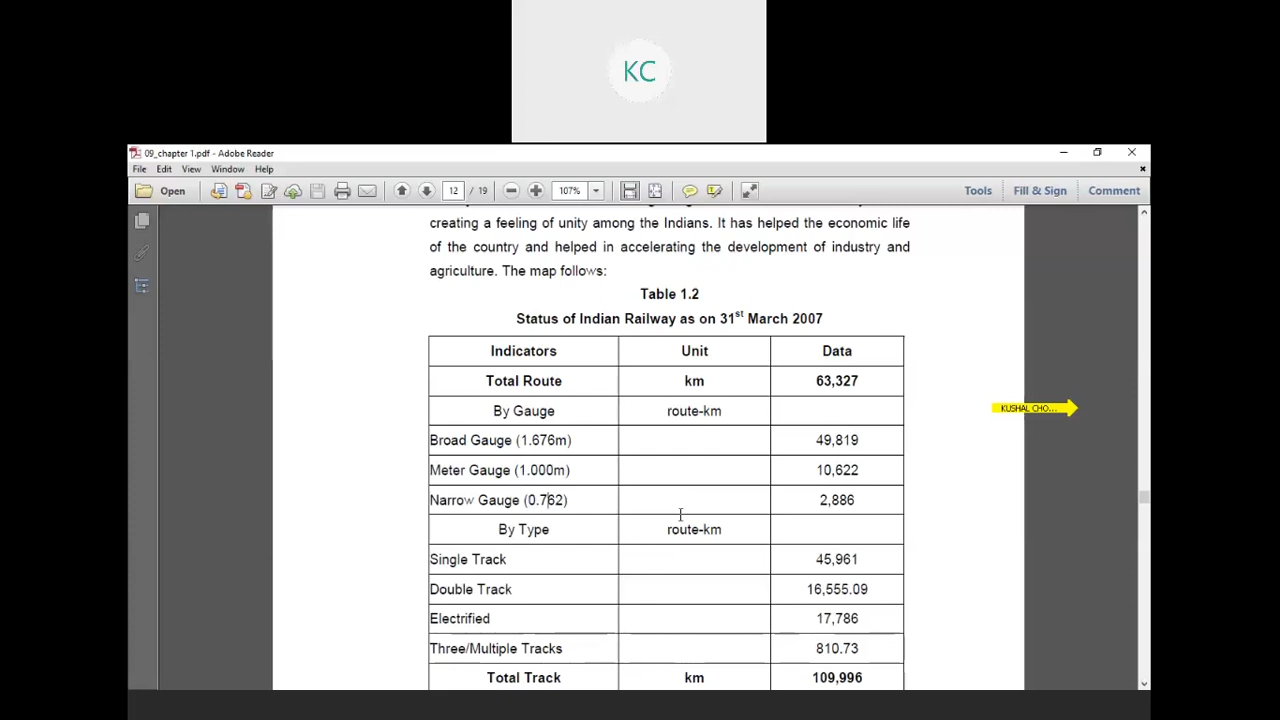 KC
09_chapter 1.pdf - Adobe Reader
File Edit View Window Help
Open 12 / 19 107% Tools Fill & Sign Comment
creating a feeling of unity among the Indians. It has helped the economic life
of the country and helped in accelerating the development of industry and
agriculture. The map follows:
Table 1.2
Status of Indian Railway as on 31st March 2007
Indicators Unit Data
Total Route km 63,327
By Gauge route-km
KUSHAL CHO...
Broad Gauge (1.676m) 49,819
Meter Gauge (1.000m) 10,622
Narrow Gauge (0.762) 2,886
By Type route-km
Single Track 45,961
Double Track 16,555.09
Electrified 17,786
Three/Multiple Tracks 810.73
Total Track km 109,996